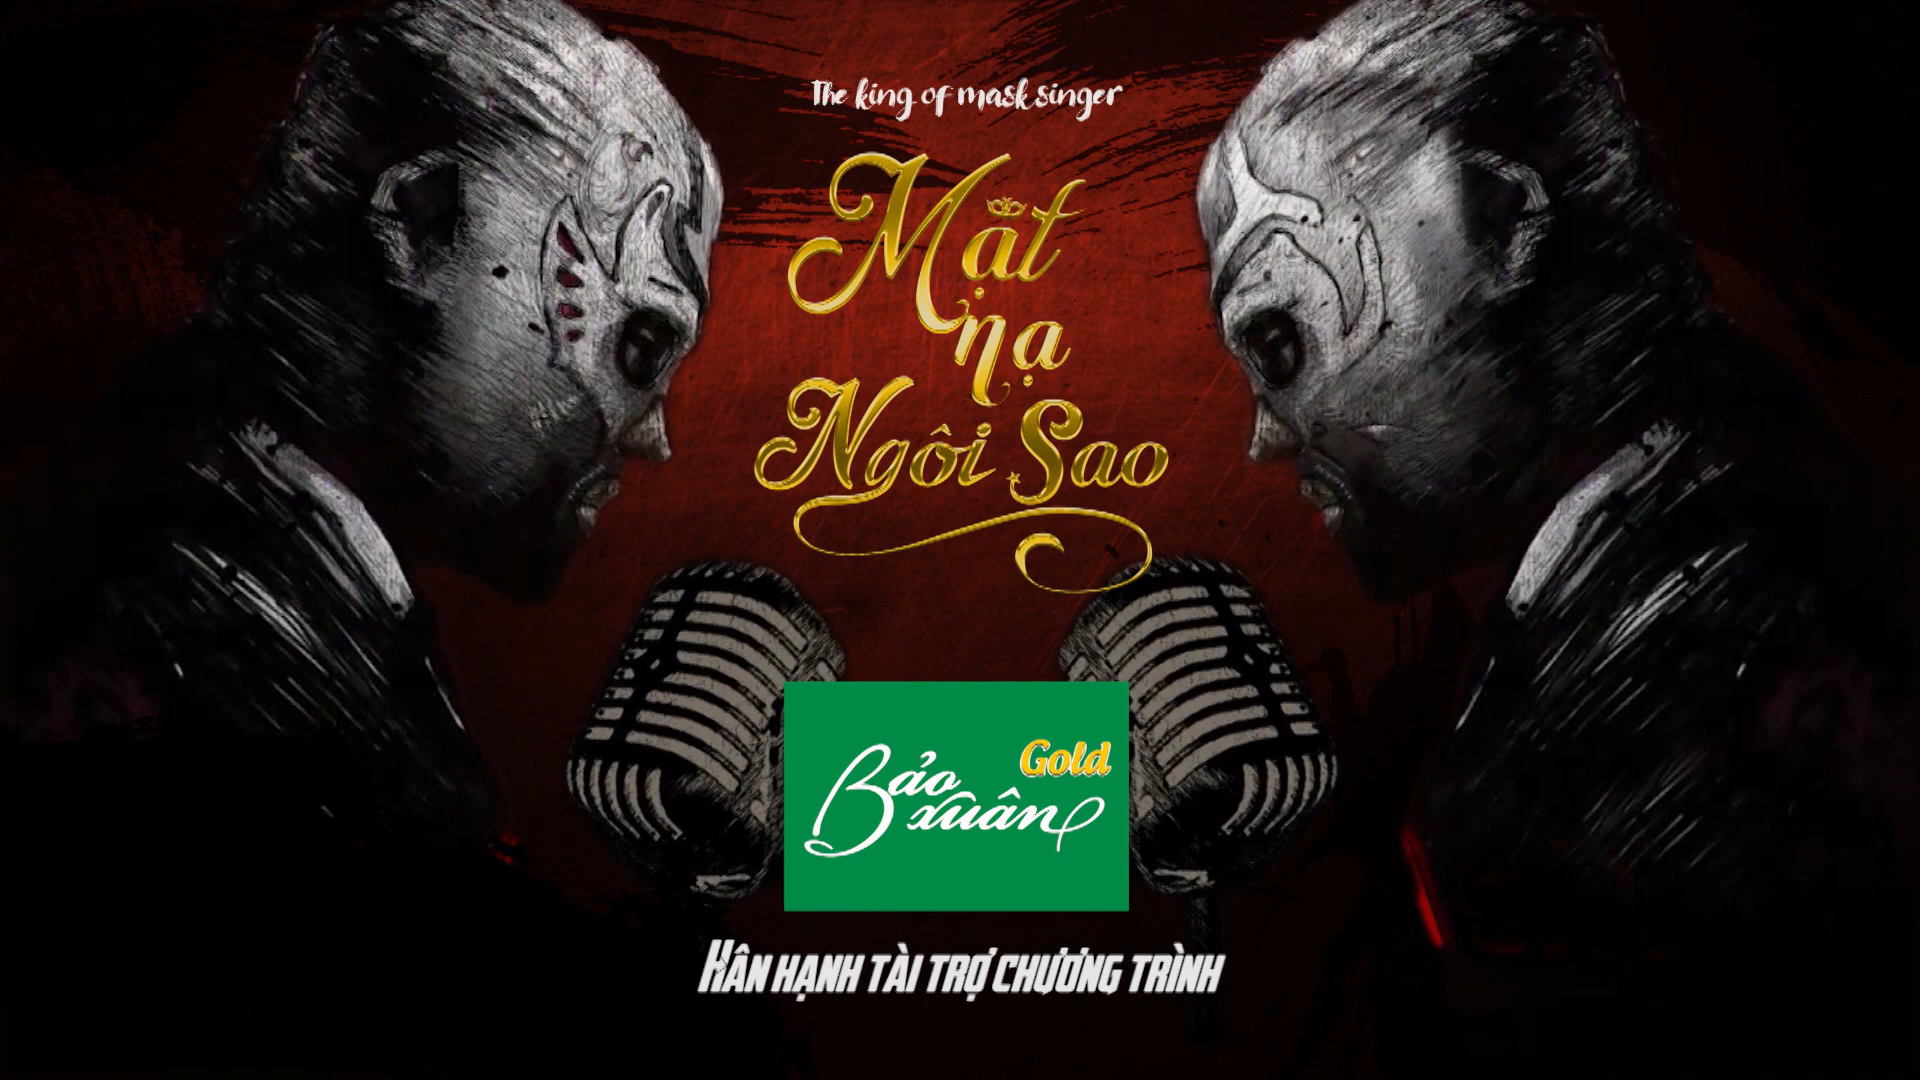 The king of mask singer
Mặt
nạ
Ngôi Sao
Gold
Bảo
xuân
HÂN HẠNH TÀI TRỢ CHƯƠNG TRÌNH